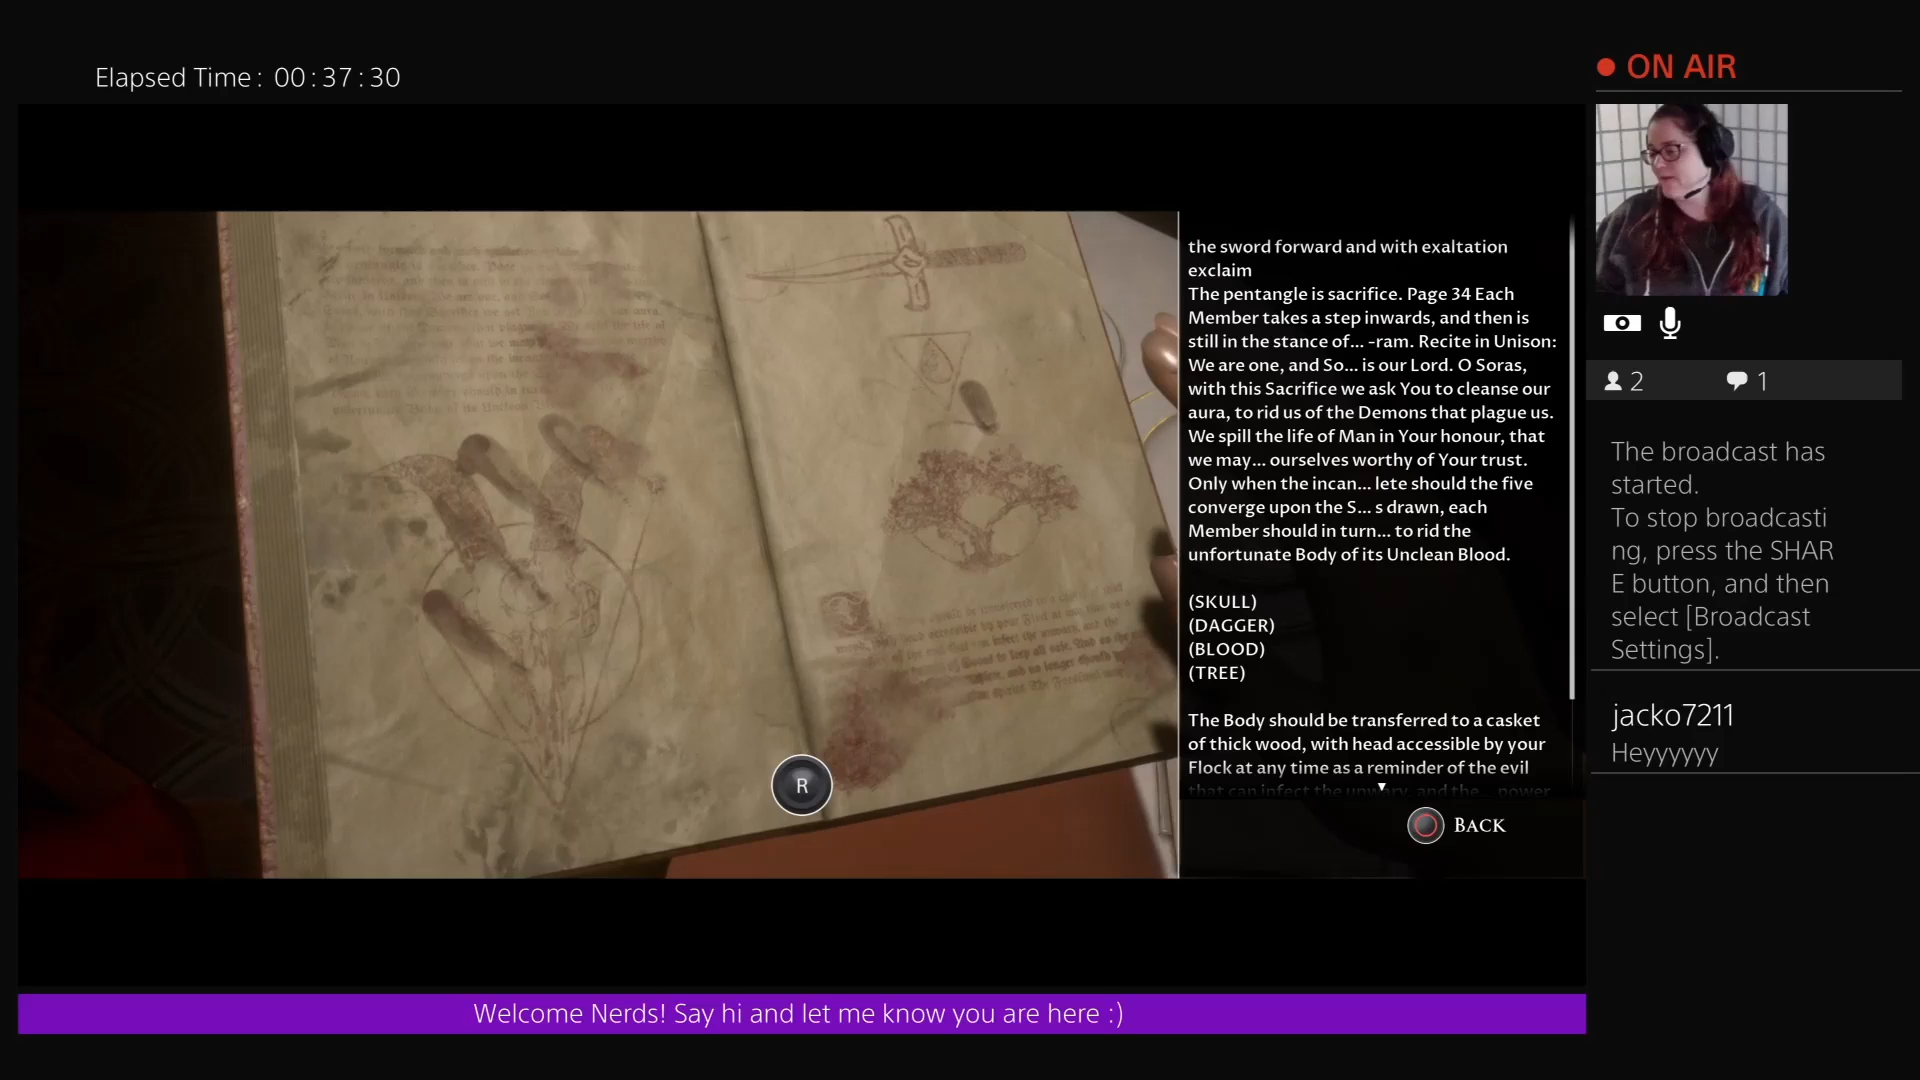 Elapsed Time: 00:37:30
ON AIR
the sword forward and with exaltation
exclaim
The pentangle is sacrifice. Page 34 Each
Member takes a step inwards, and then is
still in the stance of... -ram. Recite in Unison:
We are one, and So... is our Lord. O Soras,
with this Sacrifice we ask You to cleanse our
aura, to rid us of the Demons that plague us.
We spill the life of Man in Your honour, that
we may... ourselves worthy of Your trust.
Only when the incan... lete should the five
converge upon the S... s drawn, each
Member should in turn... to rid the
unfortunate Body of its Unclean Blood.
(SKULL)
(DAGGER)
(BLOOD)
(TREE)
The Body should be transferred to a casket
of thick wood, with head accessible by your
Flock at any time as a reminder of the evil
that can infect the unwary, and the... power
R
BACK
2
1
The broadcast has
started.
To stop broadcasti
ng, press the SHAR
E button, and then
select [Broadcast
Settings].
jacko7211
Heyyyyyy
Welcome Nerds! Say hi and let me know you are here :)